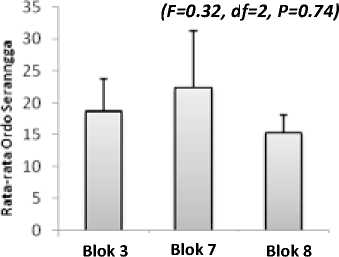 (F=0.32, df=2, P=0.74)
Rata-rata Ordo Seranngga
35
30
25
20
15
10
5
0
Blok 3 Blok 7 Blok 8